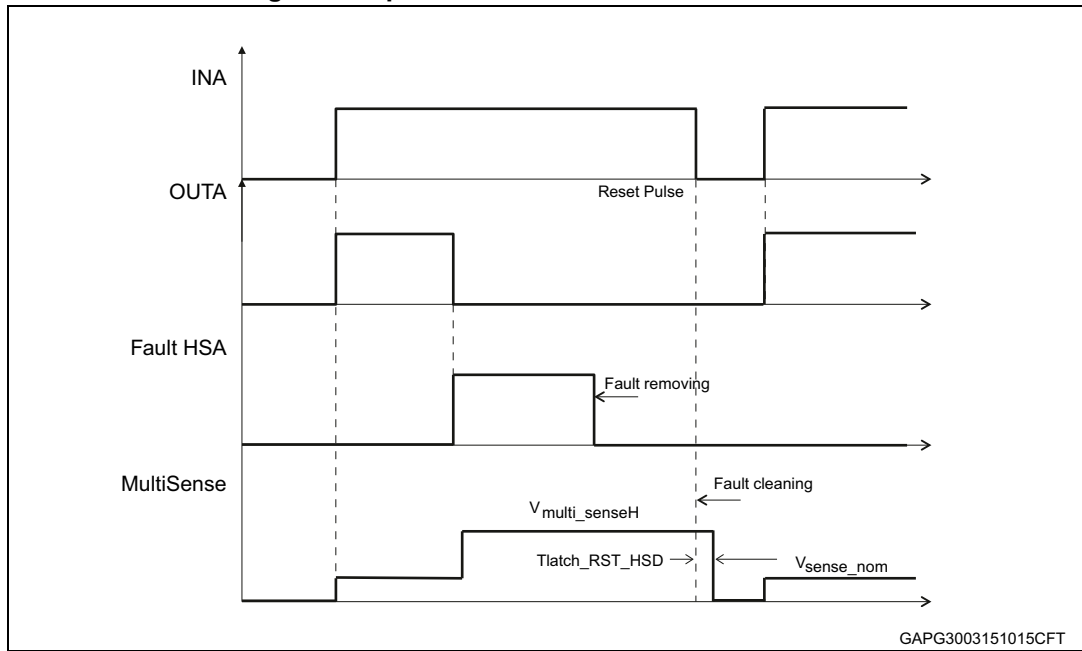 INA
Reset Pulse
OUTA
Fault HSA
Fault removing
MultiSense
Fault cleaning
Vmulti_senseH
Tlatch_RST_HSD
Vsense_nom
GAPG3003151015CFT